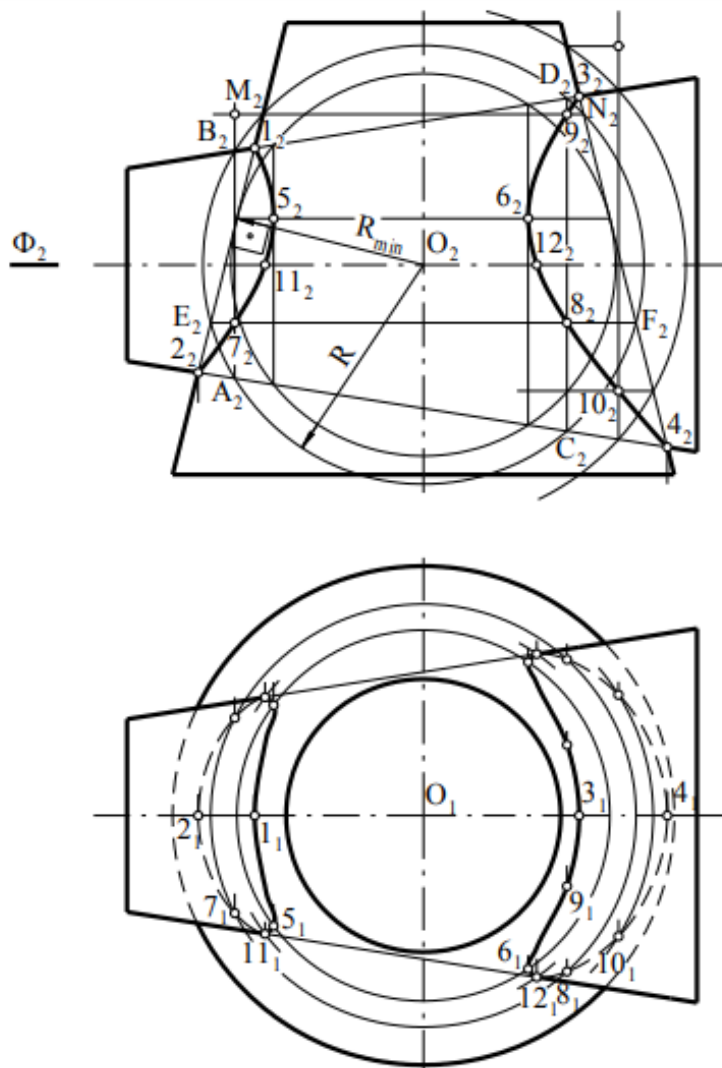 D₂ 3₂
M₂ N₂
B₂ 1₂ 9₂
5₂ 6₂
R_min
Φ₂ O₂ 12₂
11₂
E₂ 8₂ F₂
2₂ 7₂ R
A₂ 10₂
C₂ 4₂
O₁
2₁ 1₁ 3₁ 4₁
7₁ 5₁ 9₁
11₁ 6₁ 10₁
12₁ 8₁